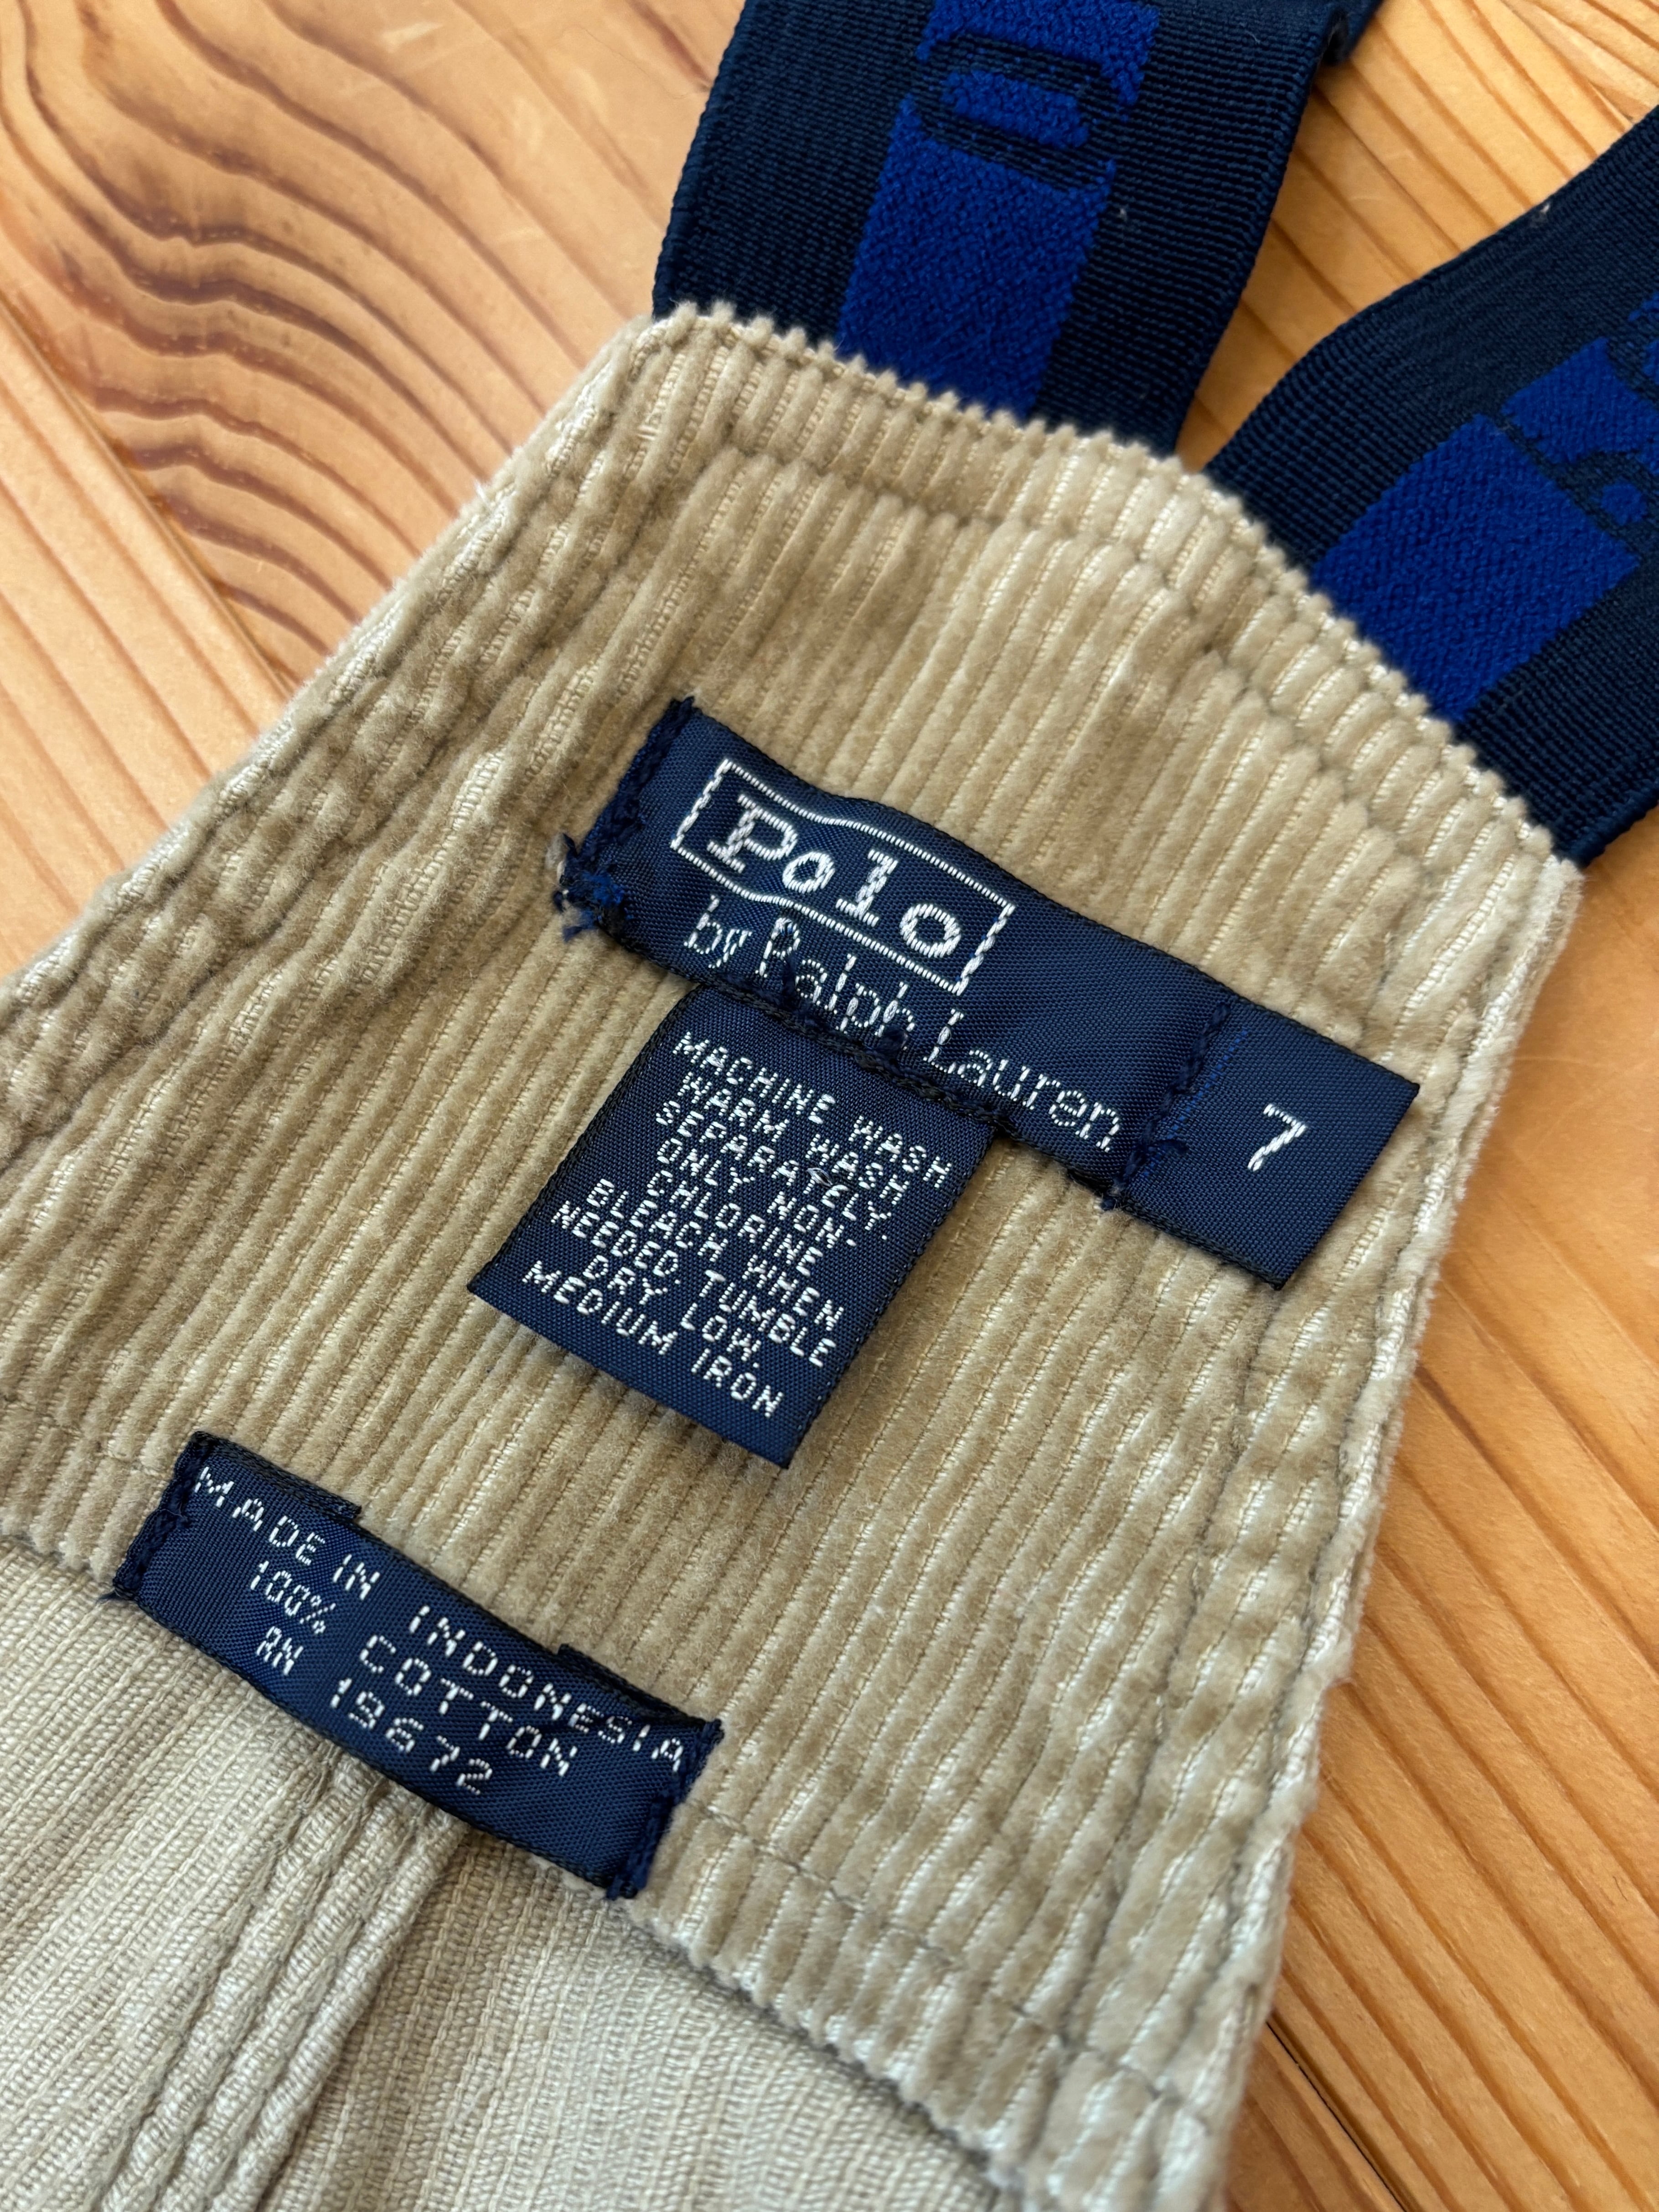 Polo
by Ralph Lauren
7
MACHINE WASH
WARM WASH
SEPARATELY.
ONLY NON-
CHLORINE
BLEACH WHEN
NEEDED. TUMBLE
DRY LOW.
MEDIUM IRON
MADE IN INDONESIA
100% COTTON
RN 19672